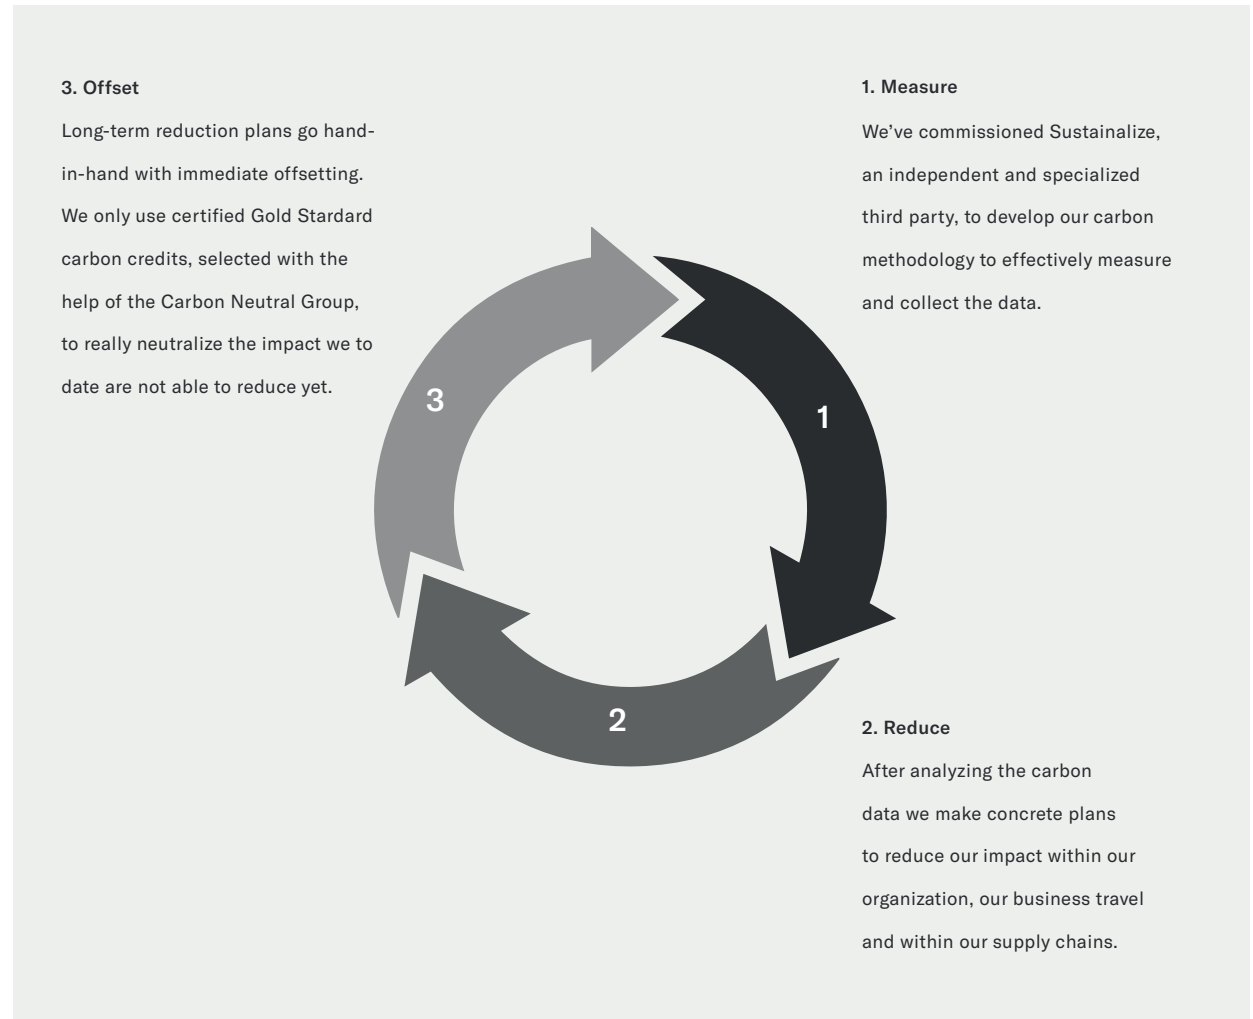 3. Offset
Long-term reduction plans go hand-
in-hand with immediate offsetting.
We only use certified Gold Stardard
carbon credits, selected with the
help of the Carbon Neutral Group,
to really neutralize the impact we to
date are not able to reduce yet.
1. Measure
We’ve commissioned Sustainalize,
an independent and specialized
third party, to develop our carbon
methodology to effectively measure
and collect the data.
3
1
2
2. Reduce
After analyzing the carbon
data we make concrete plans
to reduce our impact within our
organization, our business travel
and within our supply chains.